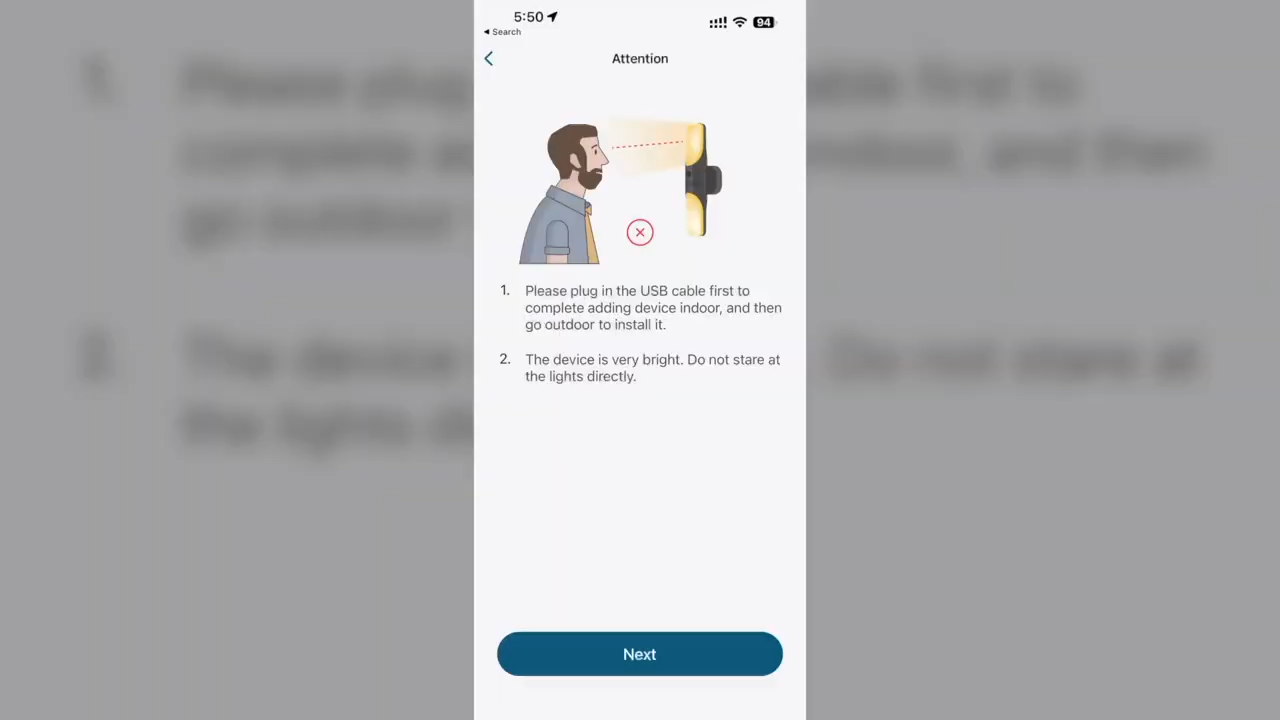 5:50
94
◀ Search
Attention
1. Please plug in the USB cable first to
complete adding device indoor, and then
go outdoor to install it.
2. The device is very bright. Do not stare at
the lights directly.
Next